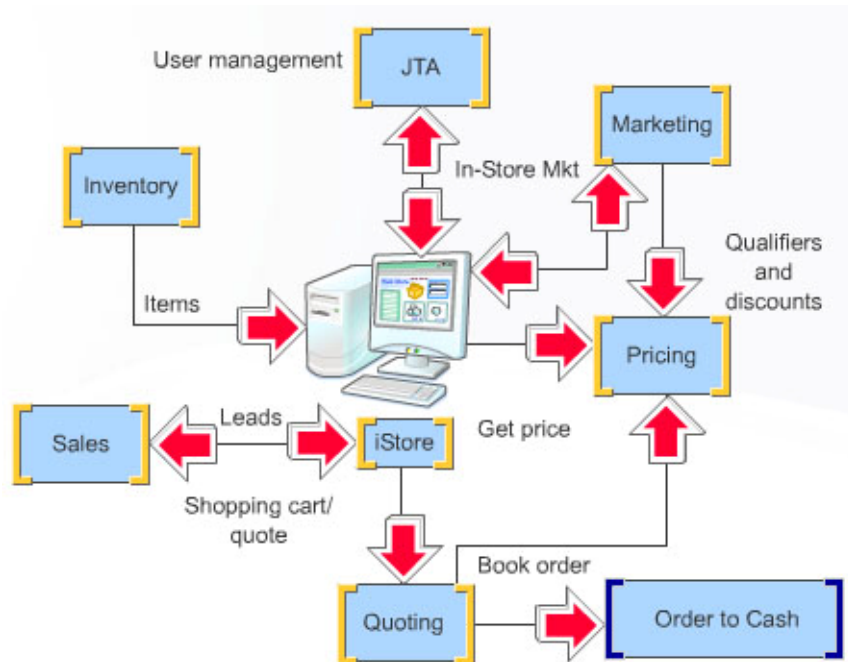 User management
JTA
Marketing
In-Store Mkt
Inventory
Qualifiers
and
discounts
Items
Pricing
Leads
Sales
iStore
Get price
Shopping cart/
quote
Book order
Quoting
Order to Cash